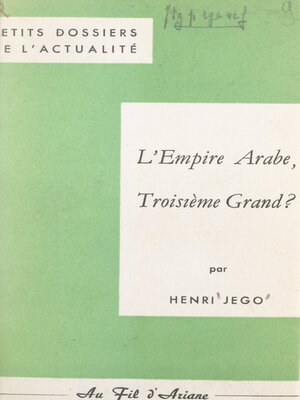 ETITS DOSSIERS
E L'ACTUALITÉ
L'Empire Arabe,
Troisième Grand?
par
HENRI JEGO
Au Fil d'Ariane